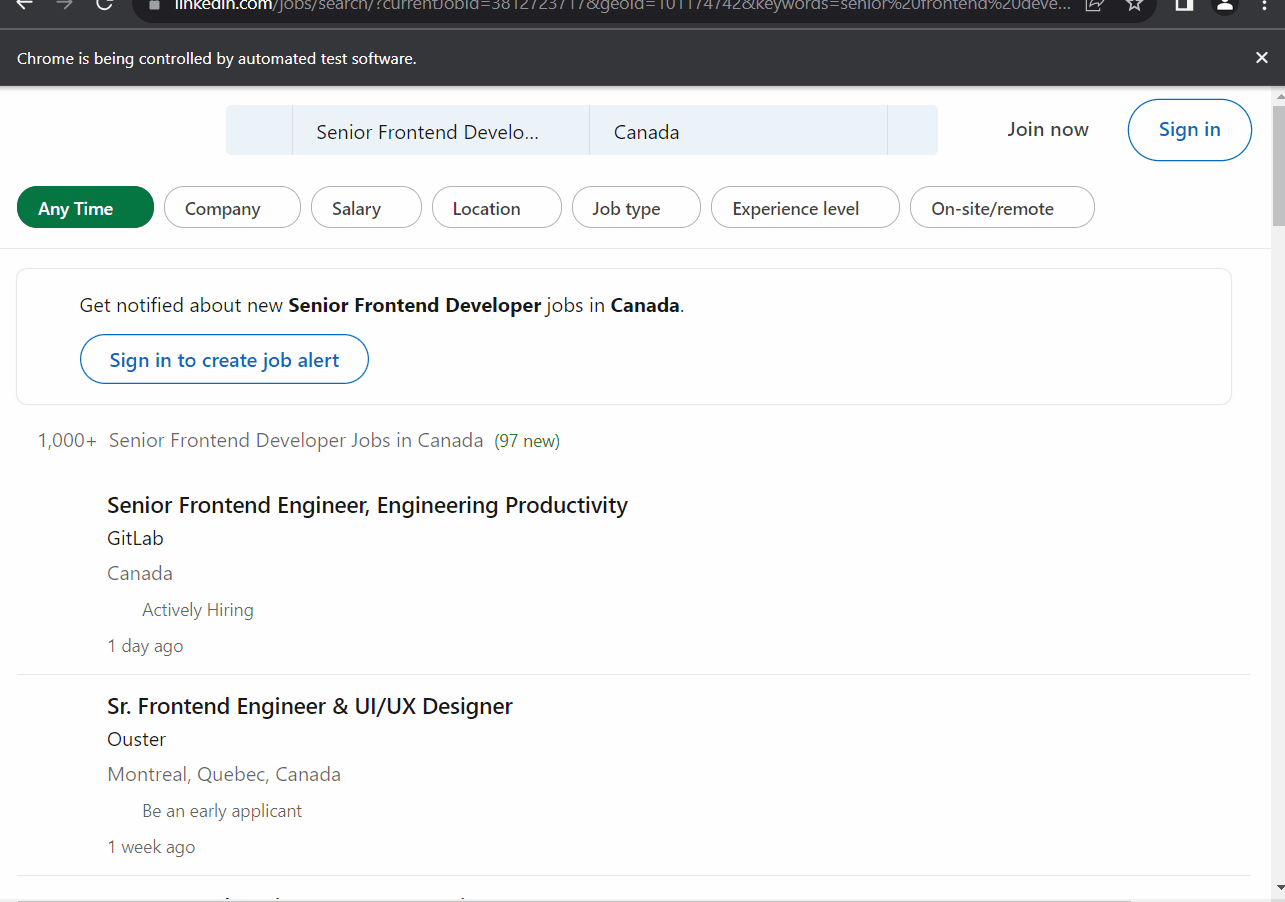 linkedin.com/jobs/search/?currentJobId=3812723717&geoId=101174742&keywords=senior%20frontend%20deve...
Chrome is being controlled by automated test software.
Senior Frontend Develo... Canada Join now Sign in
Any Time Company Salary Location Job type Experience level On-site/remote
Get notified about new Senior Frontend Developer jobs in Canada.
Sign in to create job alert
1,000+ Senior Frontend Developer Jobs in Canada (97 new)
Senior Frontend Engineer, Engineering Productivity
GitLab
Canada
Actively Hiring
1 day ago
Sr. Frontend Engineer & UI/UX Designer
Ouster
Montreal, Quebec, Canada
Be an early applicant
1 week ago